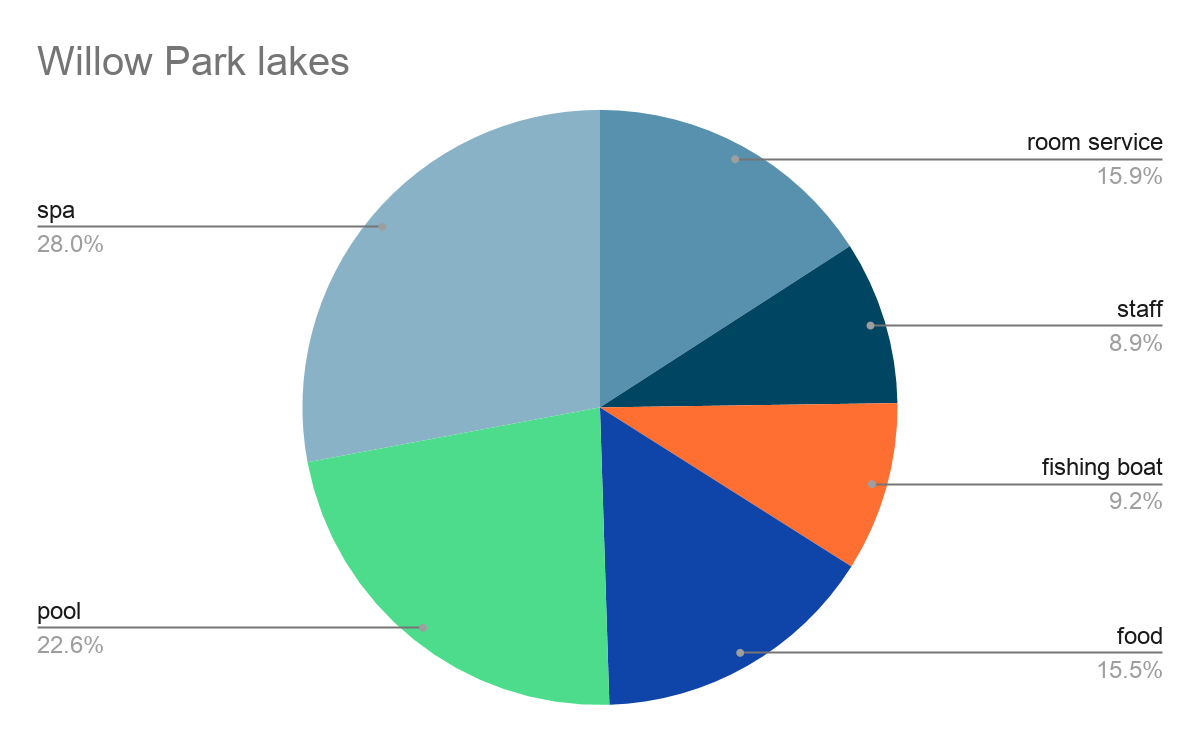 Willow Park lakes
room service
15.9%
spa
28.0%
staff
8.9%
fishing boat
9.2%
pool
22.6%
food
15.5%